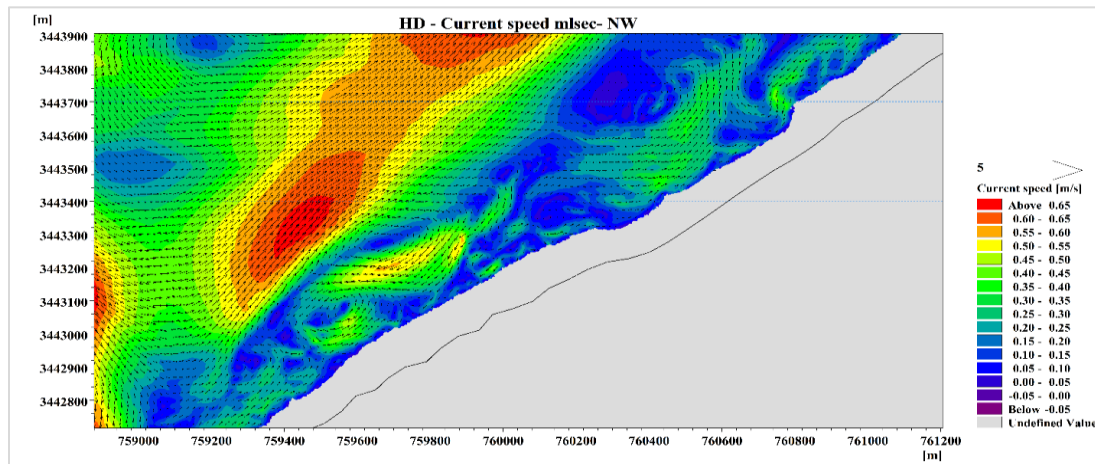 [m]
HD - Current speed mlsec- NW
3443900
3443800
3443700
3443600
3443500
3443400
3443300
3443200
3443100
3443000
3442900
3442800
759000 759200 759400 759600 759800 760000 760200 760400 760600 760800 761000 761200
[m]
5
Current speed [m/s]
Above 0.65
0.60 - 0.65
0.55 - 0.60
0.50 - 0.55
0.45 - 0.50
0.40 - 0.45
0.35 - 0.40
0.30 - 0.35
0.25 - 0.30
0.20 - 0.25
0.15 - 0.20
0.10 - 0.15
0.05 - 0.10
0.00 - 0.05
-0.05 - 0.00
Below -0.05
Undefined Value